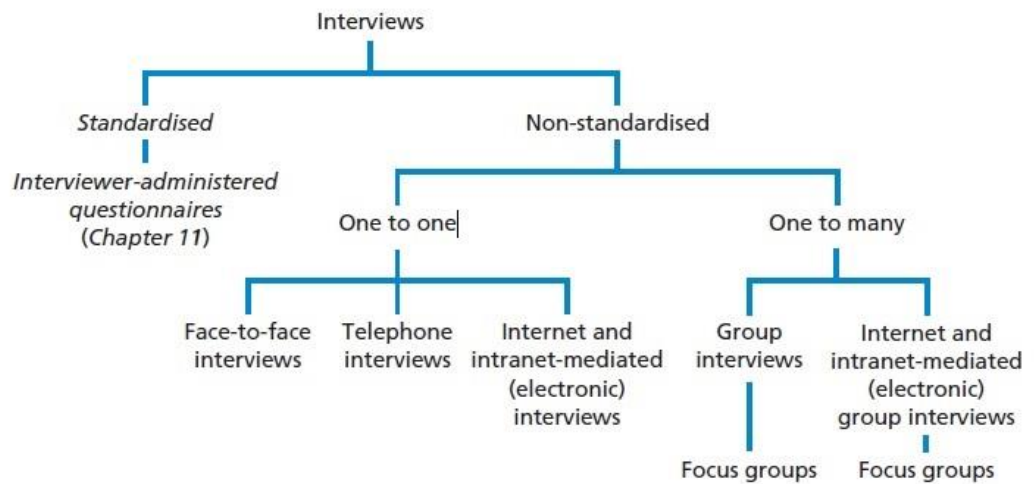 Interviews
Standardised
Non-standardised
Interviewer-administered
questionnaires
(Chapter 11)
One to one
One to many
Face-to-face
interviews
Telephone
interviews
Internet and
intranet-mediated
(electronic)
interviews
Group
interviews
Internet and
intranet-mediated
(electronic)
group interviews
Focus groups
Focus groups